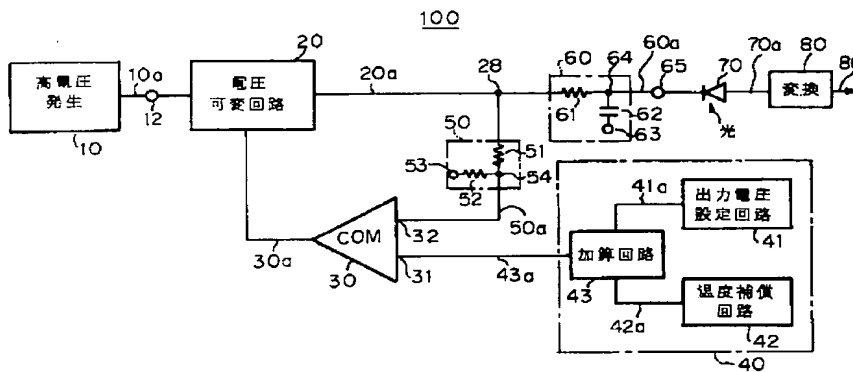 100
高電圧
発生
10
10a
12
20
電圧
可変回路
20a
28
60
61
64
62
63
60a
65
70
光
70a
80
変換
50
51
53
52
54
50a
COM
32
31
30
30a
43a
加算回路
43
41a
出力電圧
設定回路
41
42a
温度補償
回路
42
40